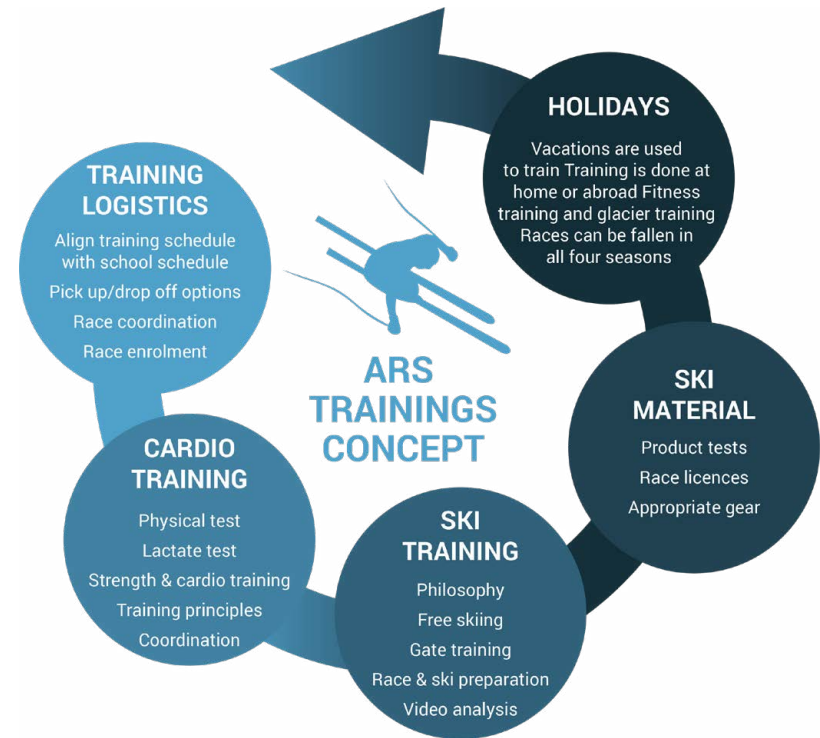 HOLIDAYS
Vacations are used
to train Training is done at
home or abroad Fitness
training and glacier training
Races can be fallen in
all four seasons
TRAINING
LOGISTICS
Align training schedule
with school schedule
Pick up/drop off options
Race coordination
Race enrolment
ARS
TRAININGS
CONCEPT
SKI
MATERIAL
Product tests
Race licences
Appropriate gear
CARDIO
TRAINING
Physical test
Lactate test
Strength & cardio training
Training principles
Coordination
SKI
TRAINING
Philosophy
Free skiing
Gate training
Race & ski preparation
Video analysis